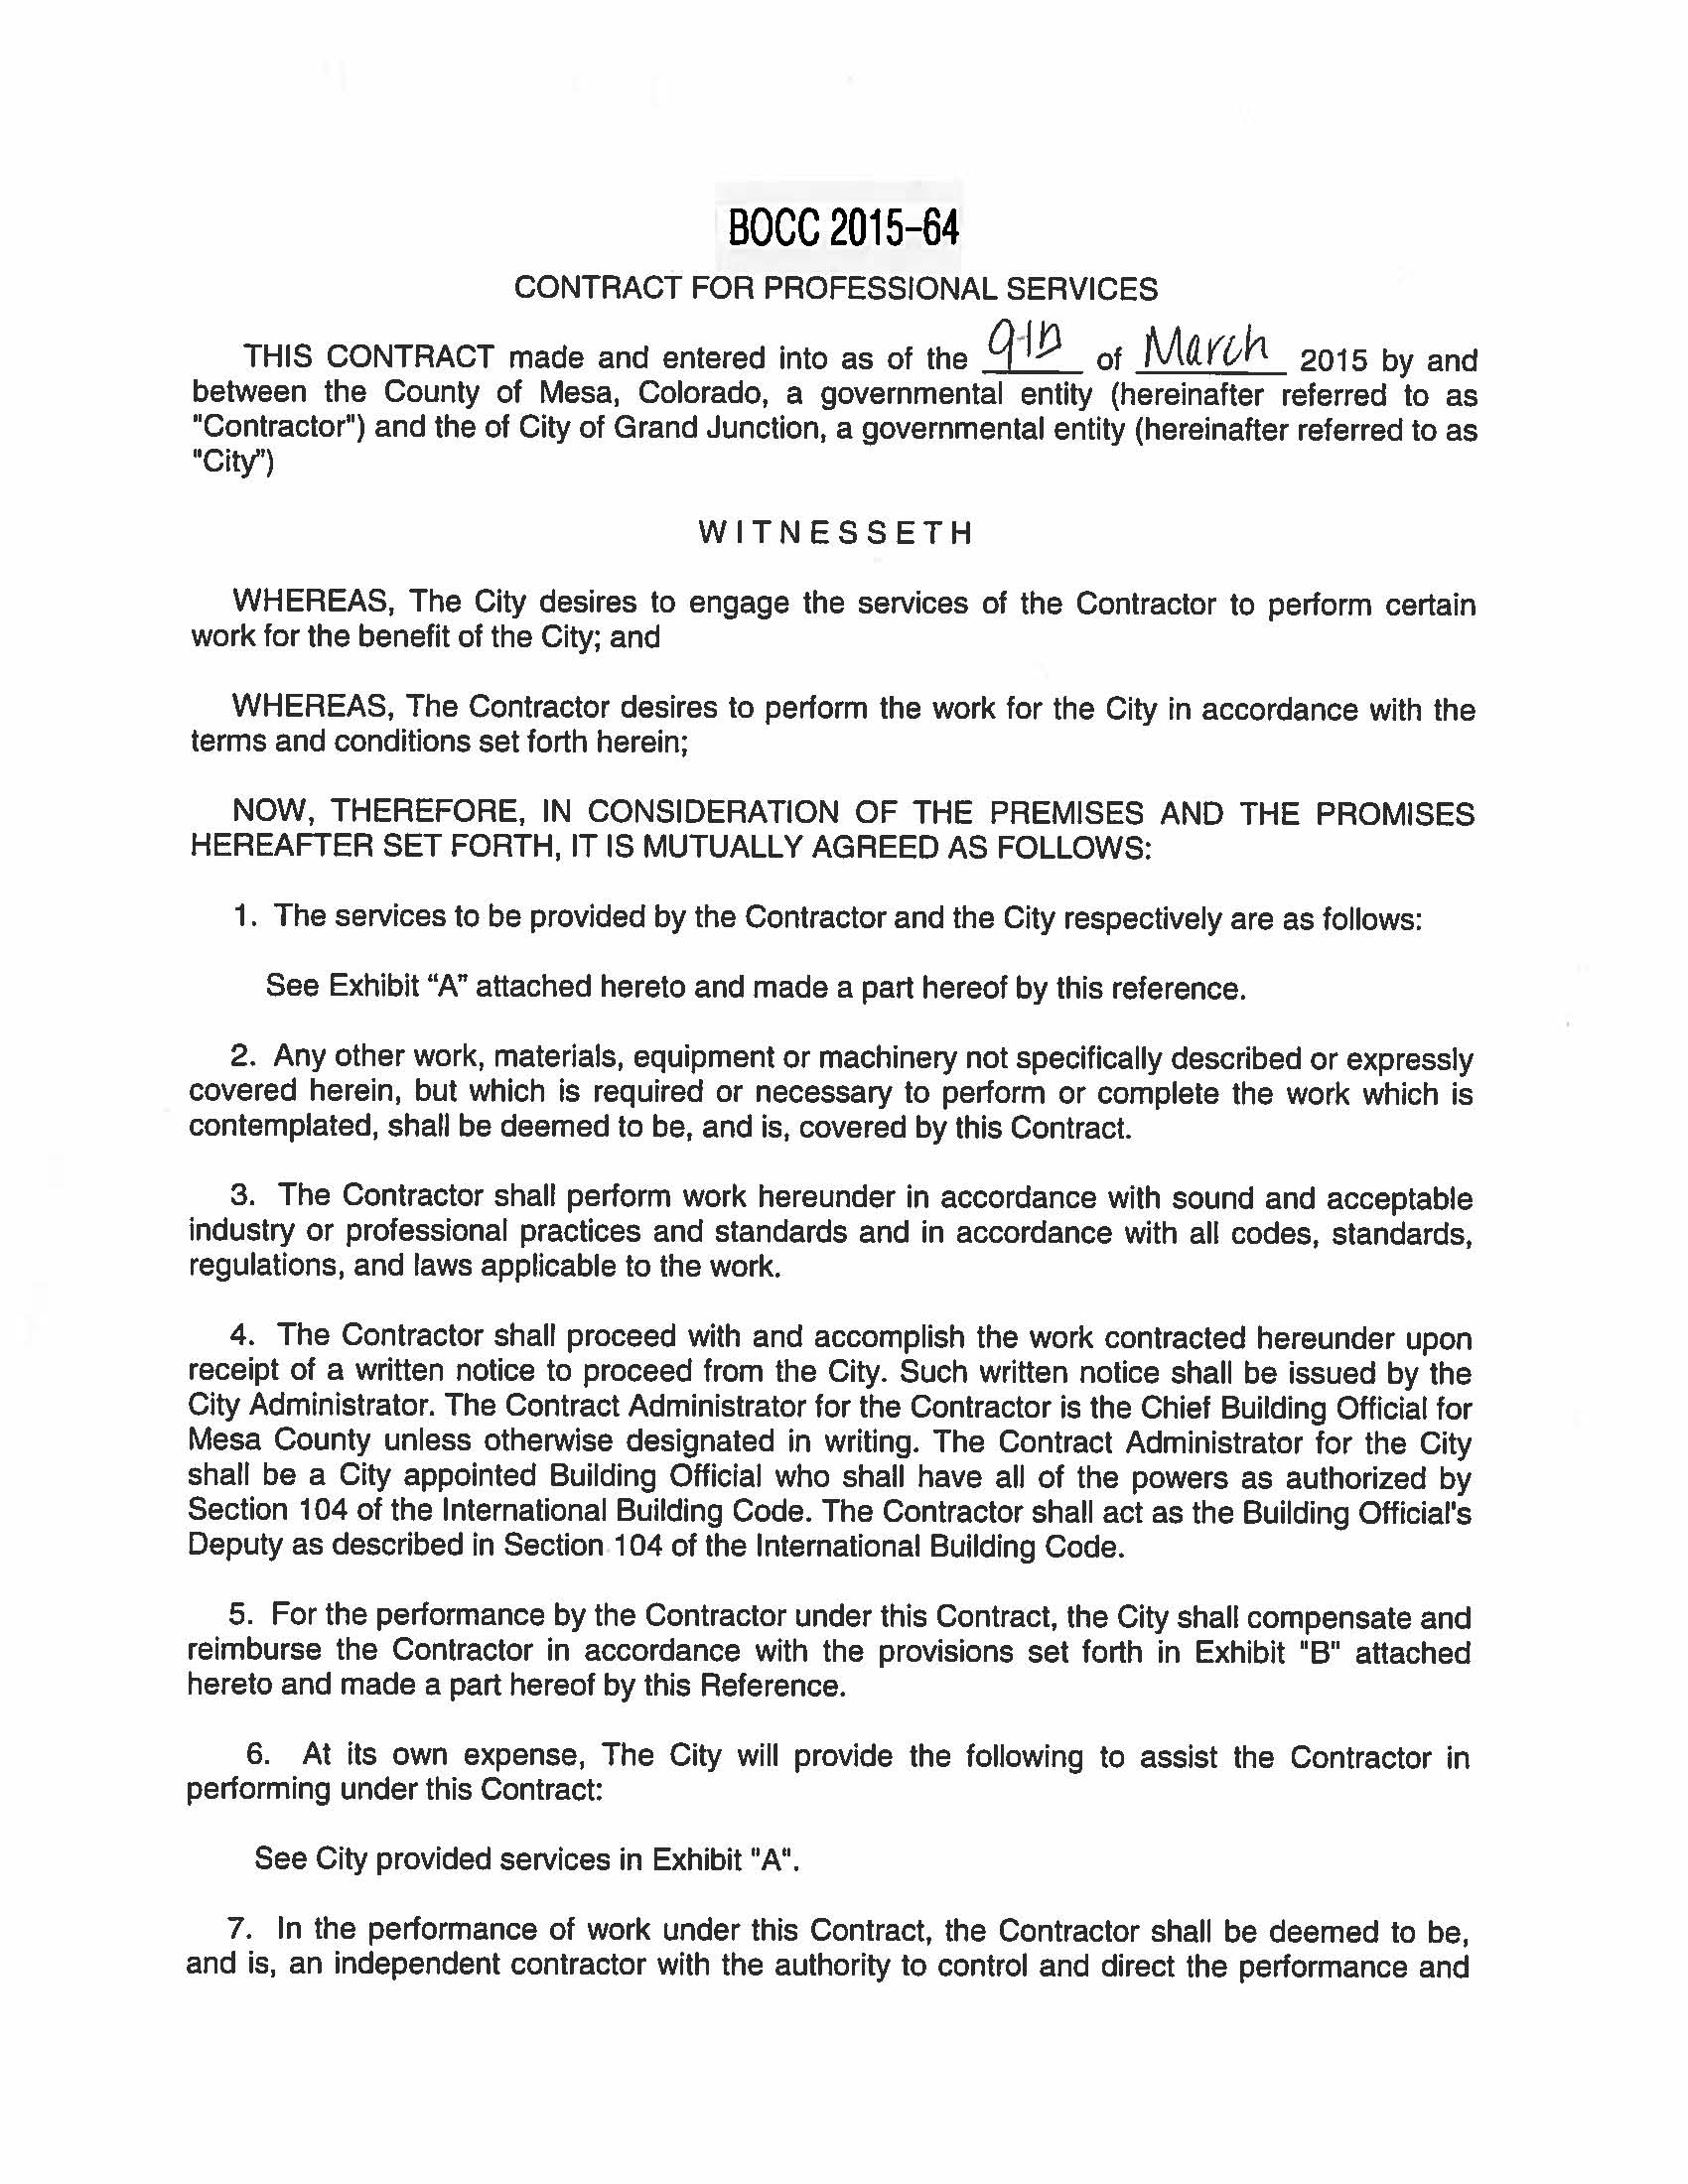 BOCC 2015-64
CONTRACT FOR PROFESSIONAL SERVICES
THIS CONTRACT made and entered into as of the 9th of March 2015 by and
between the County of Mesa, Colorado, a governmental entity (hereinafter referred to as
"Contractor") and the of City of Grand Junction, a governmental entity (hereinafter referred to as
"City")
W I T N E S S E T H
WHEREAS, The City desires to engage the services of the Contractor to perform certain
work for the benefit of the City; and
WHEREAS, The Contractor desires to perform the work for the City in accordance with the
terms and conditions set forth herein;
NOW, THEREFORE, IN CONSIDERATION OF THE PREMISES AND THE PROMISES
HEREAFTER SET FORTH, IT IS MUTUALLY AGREED AS FOLLOWS:
1. The services to be provided by the Contractor and the City respectively are as follows:
See Exhibit “A” attached hereto and made a part hereof by this reference.
2. Any other work, materials, equipment or machinery not specifically described or expressly
covered herein, but which is required or necessary to perform or complete the work which is
contemplated, shall be deemed to be, and is, covered by this Contract.
3. The Contractor shall perform work hereunder in accordance with sound and acceptable
industry or professional practices and standards and in accordance with all codes, standards,
regulations, and laws applicable to the work.
4. The Contractor shall proceed with and accomplish the work contracted hereunder upon
receipt of a written notice to proceed from the City. Such written notice shall be issued by the
City Administrator. The Contract Administrator for the Contractor is the Chief Building Official for
Mesa County unless otherwise designated in writing. The Contract Administrator for the City
shall be a City appointed Building Official who shall have all of the powers as authorized by
Section 104 of the International Building Code. The Contractor shall act as the Building Official's
Deputy as described in Section 104 of the International Building Code.
5. For the performance by the Contractor under this Contract, the City shall compensate and
reimburse the Contractor in accordance with the provisions set forth in Exhibit "B" attached
hereto and made a part hereof by this Reference.
6. At its own expense, The City will provide the following to assist the Contractor in
performing under this Contract:
See City provided services in Exhibit "A".
7. In the performance of work under this Contract, the Contractor shall be deemed to be,
and is, an independent contractor with the authority to control and direct the performance and